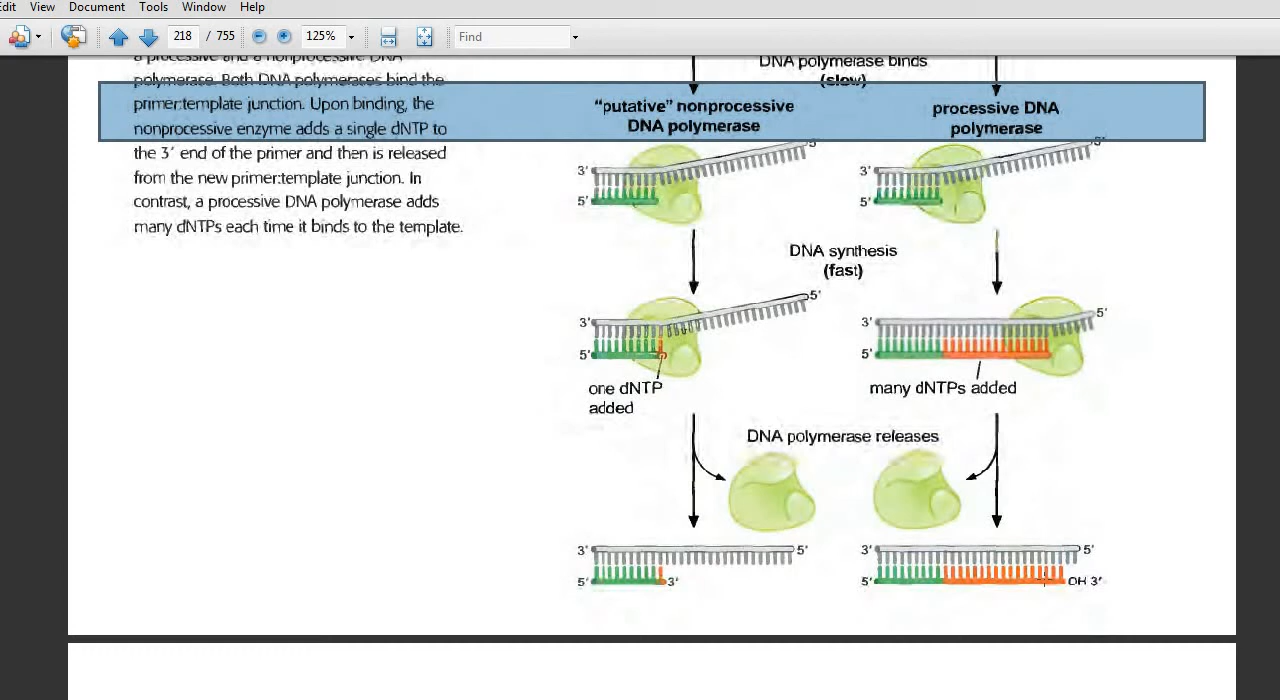 Edit View Document Tools Window Help
218 / 755 125% Find
a processive and a nonprocessive DNA
polymerase. Both DNA polymerases bind the
primer:template junction. Upon binding, the
nonprocessive enzyme adds a single dNTP to
the 3′ end of the primer and then is released
from the new primer:template junction. In
contrast, a processive DNA polymerase adds
many dNTPs each time it binds to the template.
DNA polymerase binds
(slow)
“putative” nonprocessive
DNA polymerase
processive DNA
polymerase
3′ 5′
5′
3′ 5′
5′
DNA synthesis
(fast)
3′ 5′
5′
one dNTP
added
3′ 5′
5′
many dNTPs added
DNA polymerase releases
3′ 5′
5′ 3′
3′ 5′
5′ OH 3′